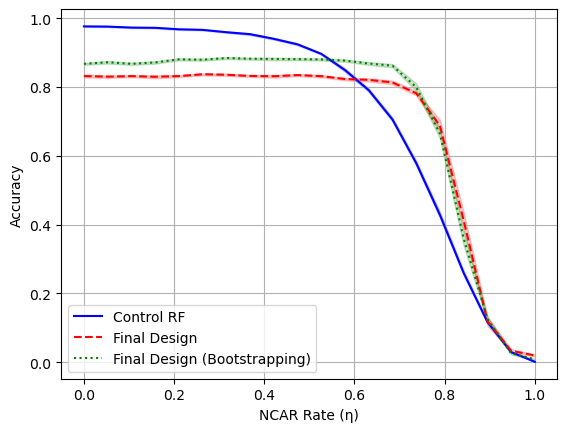 1.0
0.8
0.6
0.4
0.2
0.0
Accuracy
Control RF
Final Design
Final Design (Bootstrapping)
0.0 0.2 0.4 0.6 0.8 1.0
NCAR Rate (η)